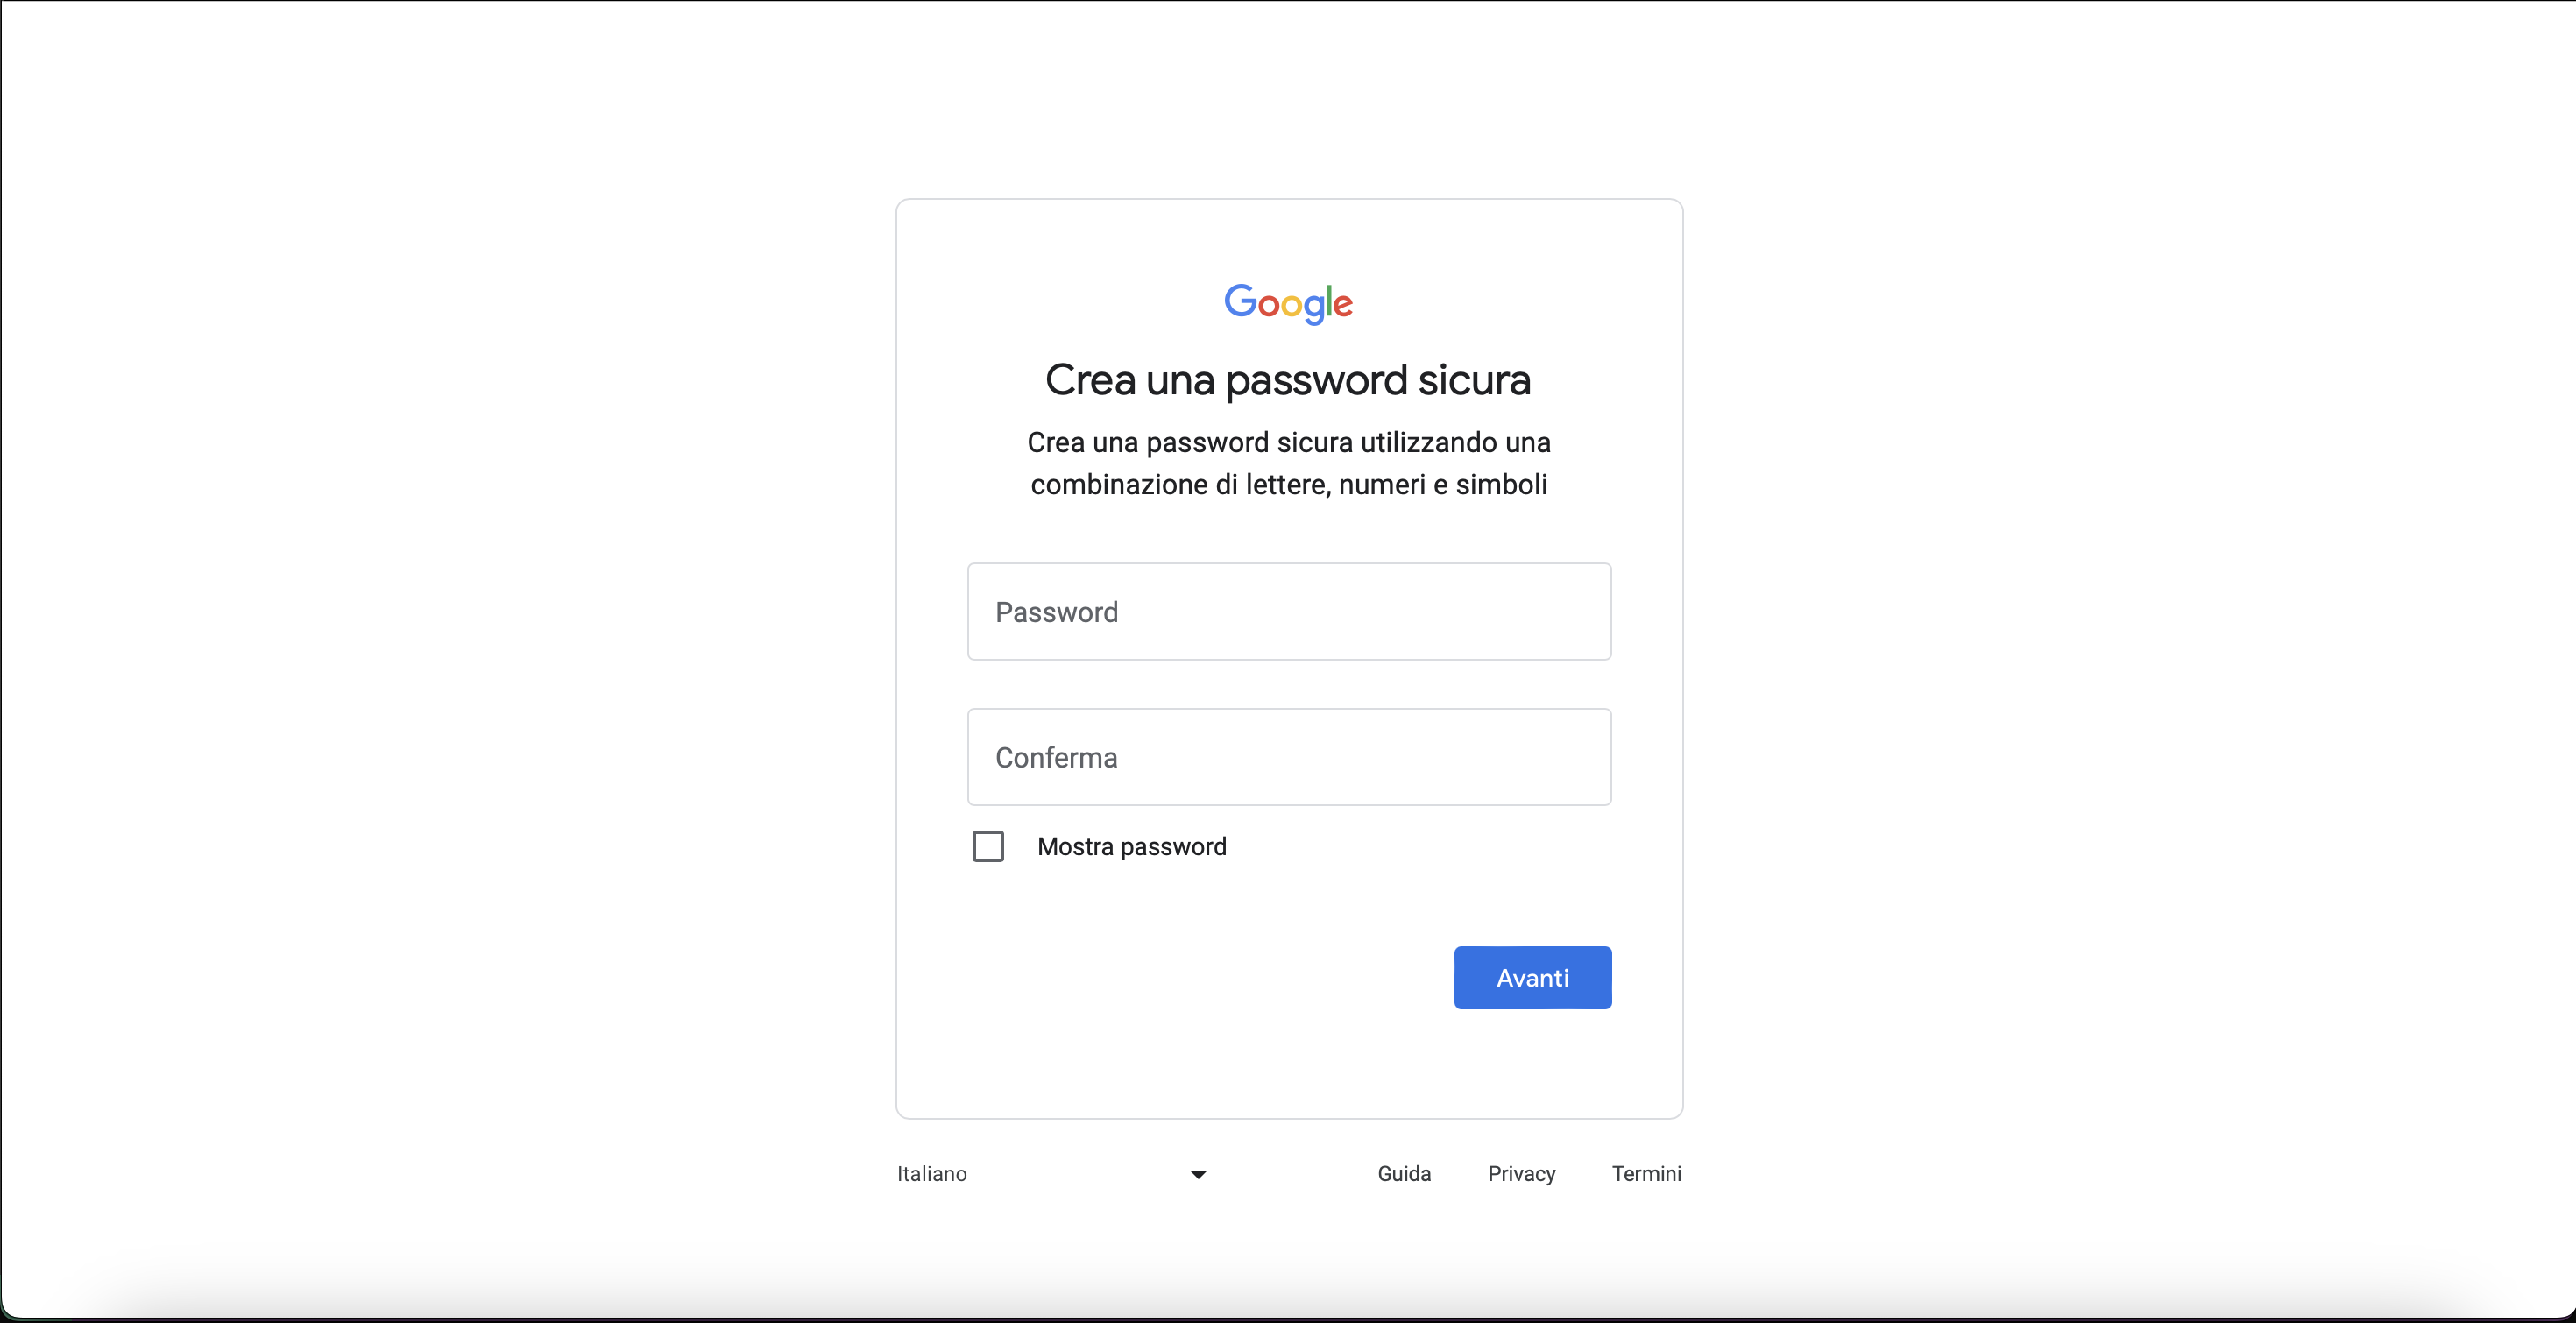 Google
Crea una password sicura
Crea una password sicura utilizzando una
combinazione di lettere, numeri e simboli
Password
Conferma
Mostra password
Avanti
Italiano
Guida Privacy Termini